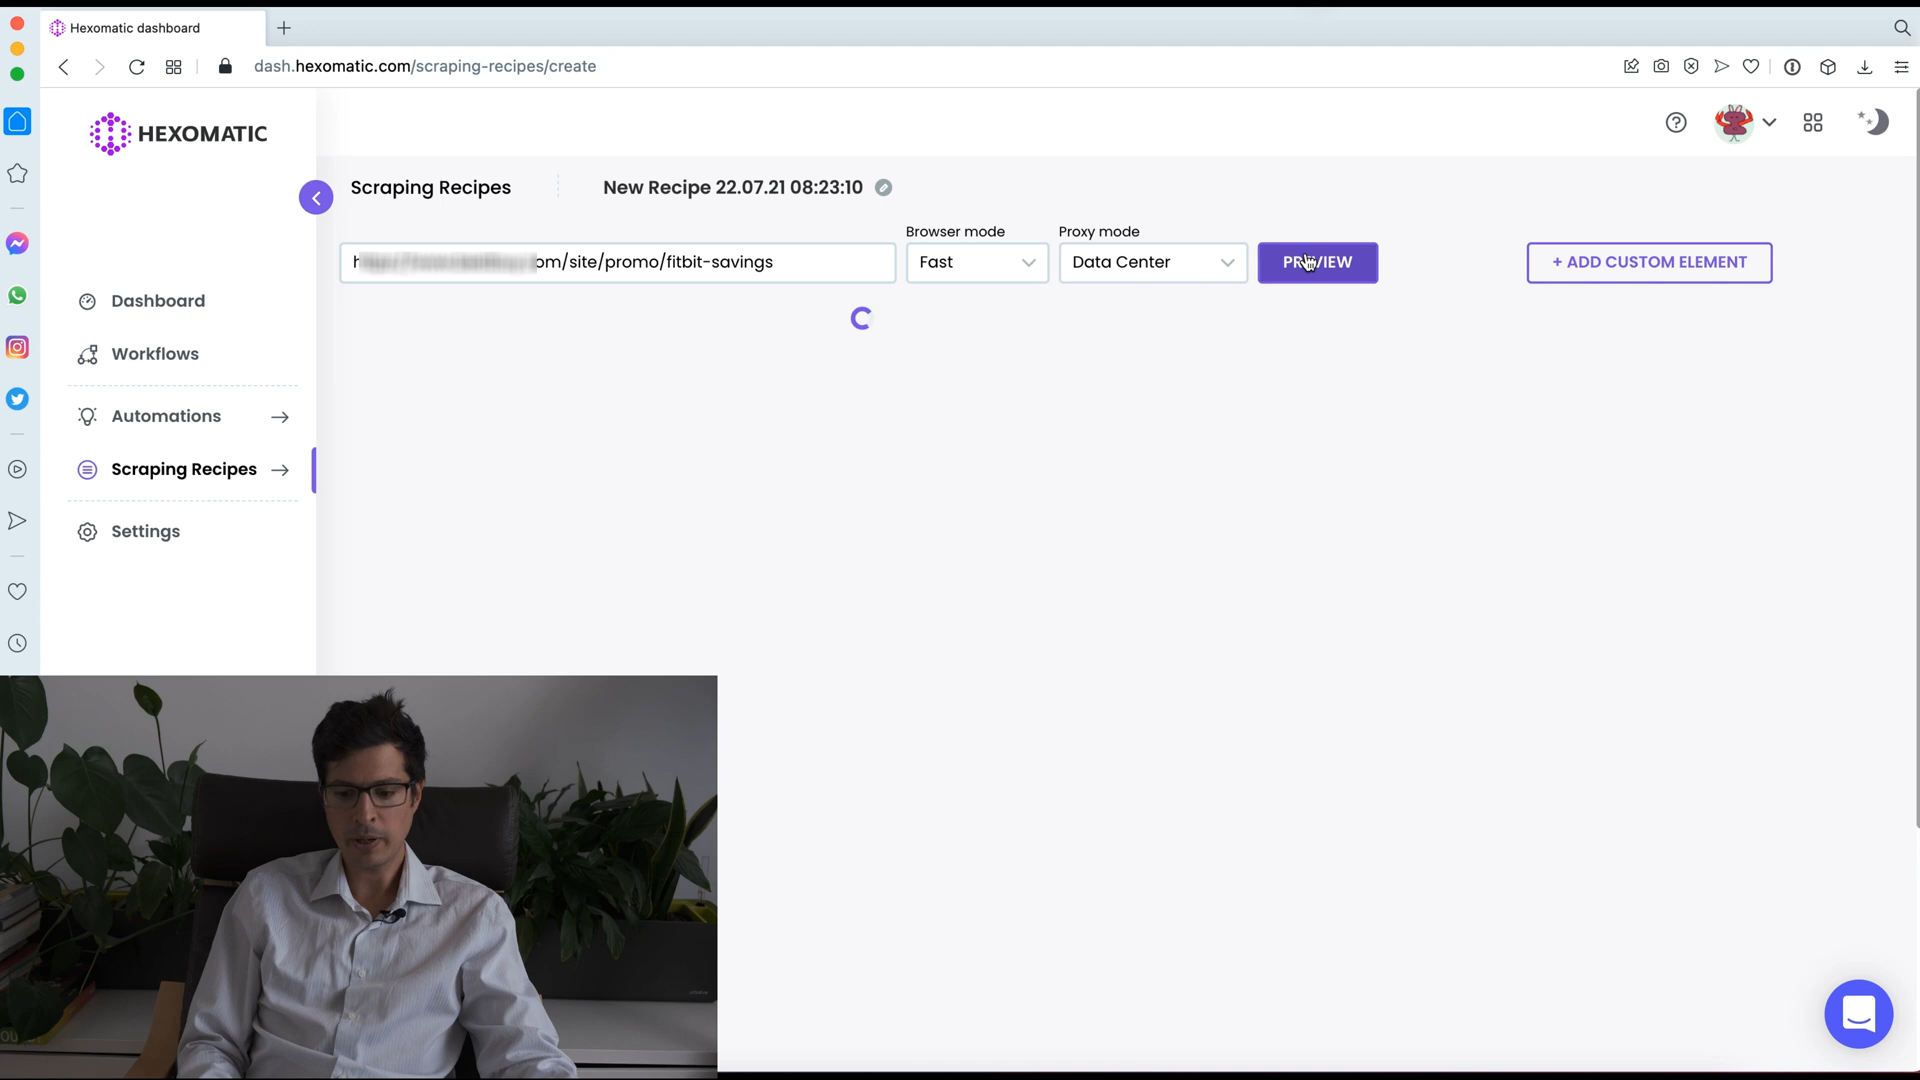 Hexomatic dashboard
dash.hexomatic.com/scraping-recipes/create
HEXOMATIC
Scraping Recipes
New Recipe 22.07.21 08:23:10
Browser mode
Proxy mode
om/site/promo/fitbit-savings
Fast
Data Center
PREVIEW
+ ADD CUSTOM ELEMENT
Dashboard
Workflows
Automations
Scraping Recipes
Settings